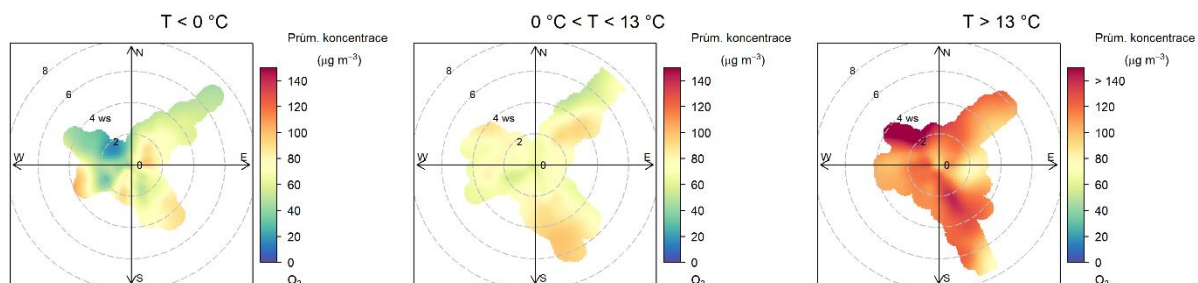 T < 0 °C
Prům. koncentrace
(µg m⁻³)
140
120
100
80
60
40
20
0
O₃
N
E
S
W
8
6
4 ws
2
0
0 °C < T < 13 °C
Prům. koncentrace
(µg m⁻³)
140
120
100
80
60
40
20
0
O₃
N
E
S
W
8
6
4 ws
2
0
T > 13 °C
Prům. koncentrace
(µg m⁻³)
> 140
120
100
80
60
40
20
0
O₃
N
E
S
W
8
6
4 ws
2
0